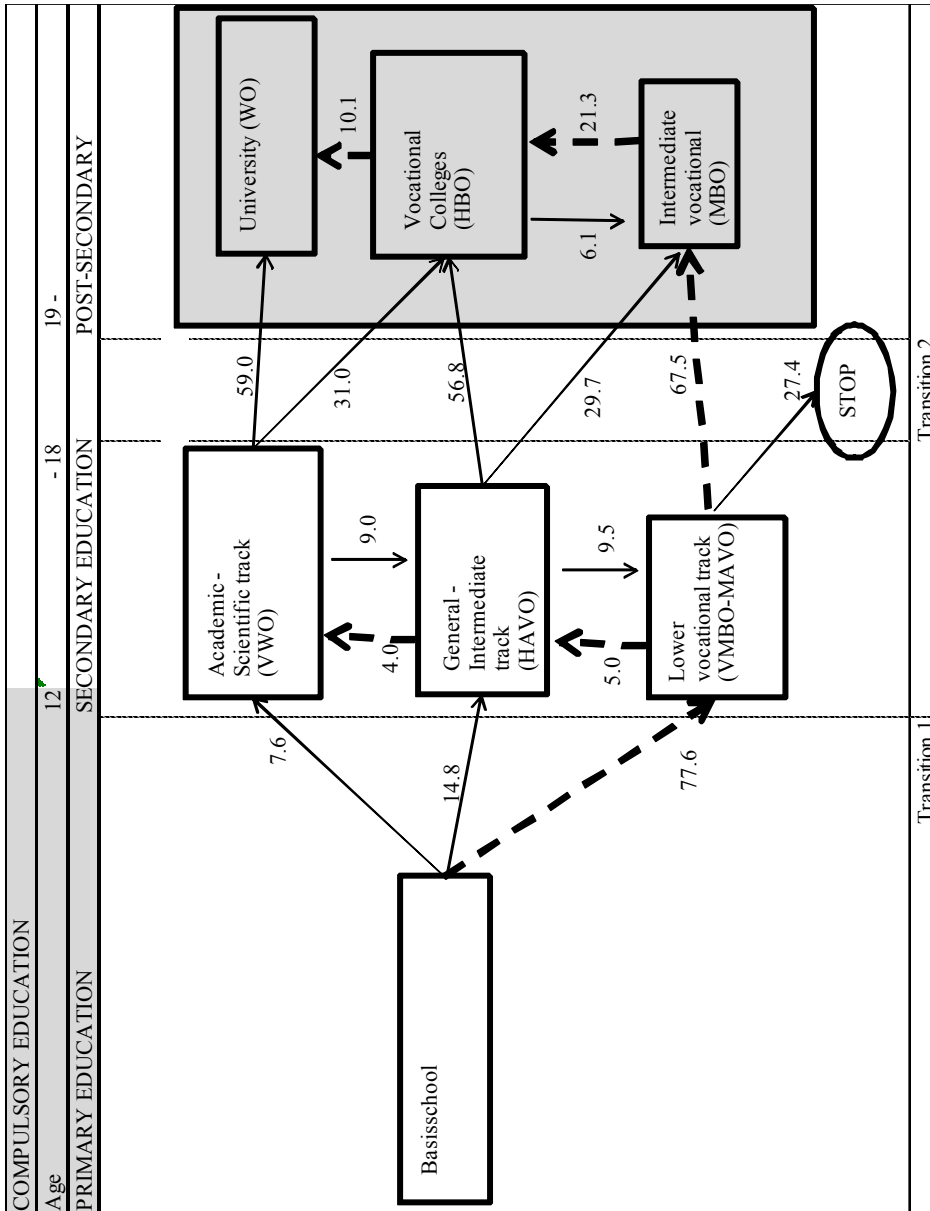 COMPULSORY EDUCATION
Age
12
- 18
19 -
PRIMARY EDUCATION
SECONDARY EDUCATION
POST-SECONDARY
Basisschool
7.6
14.8
77.6
Academic -
Scientific track
(VWO)
4.0
9.0
General -
Intermediate
track
(HAVO)
5.0
9.5
Lower
vocational track
(VMBO-MAVO)
59.0
31.0
56.8
29.7
67.5
27.4
STOP
University (WO)
10.1
Vocational
Colleges
(HBO)
6.1
21.3
Intermediate
vocational
(MBO)
Transition 1
Transition 2